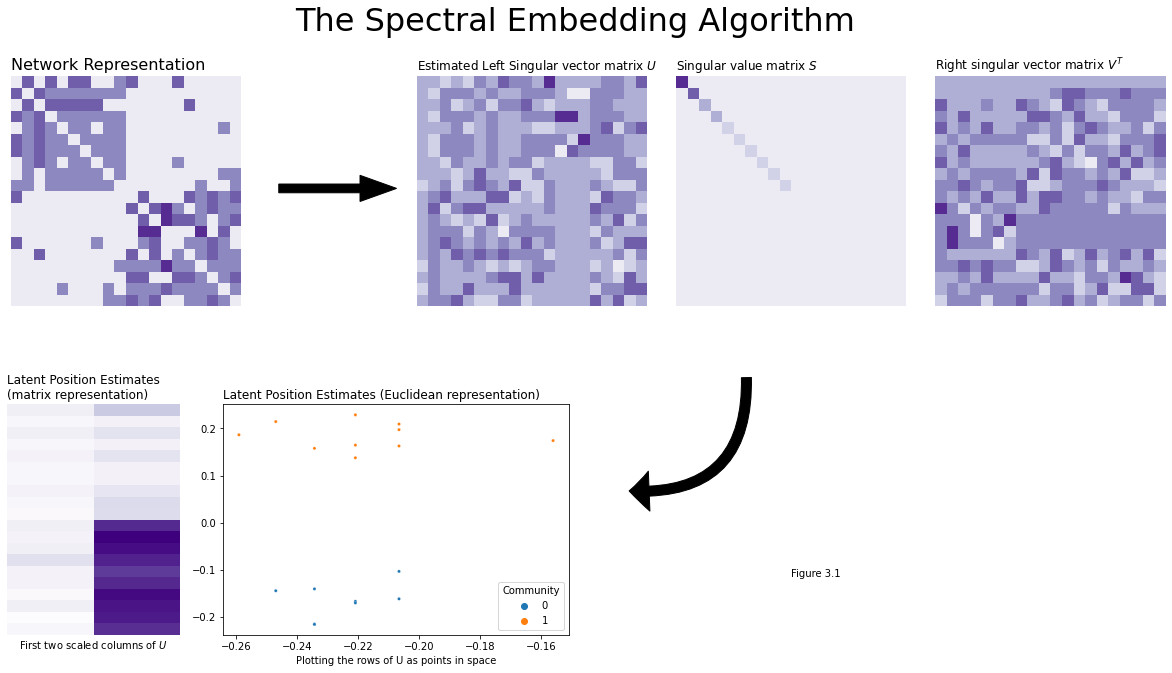 The Spectral Embedding Algorithm
Network Representation
Estimated Left Singular vector matrix U
Singular value matrix S
Right singular vector matrix V^T
Latent Position Estimates
(matrix representation)
First two scaled columns of U
Latent Position Estimates (Euclidean representation)
0.2
0.1
0.0
−0.1
−0.2
Community
0
1
−0.26
−0.24
−0.22
−0.20
−0.18
−0.16
Plotting the rows of U as points in space
Figure 3.1